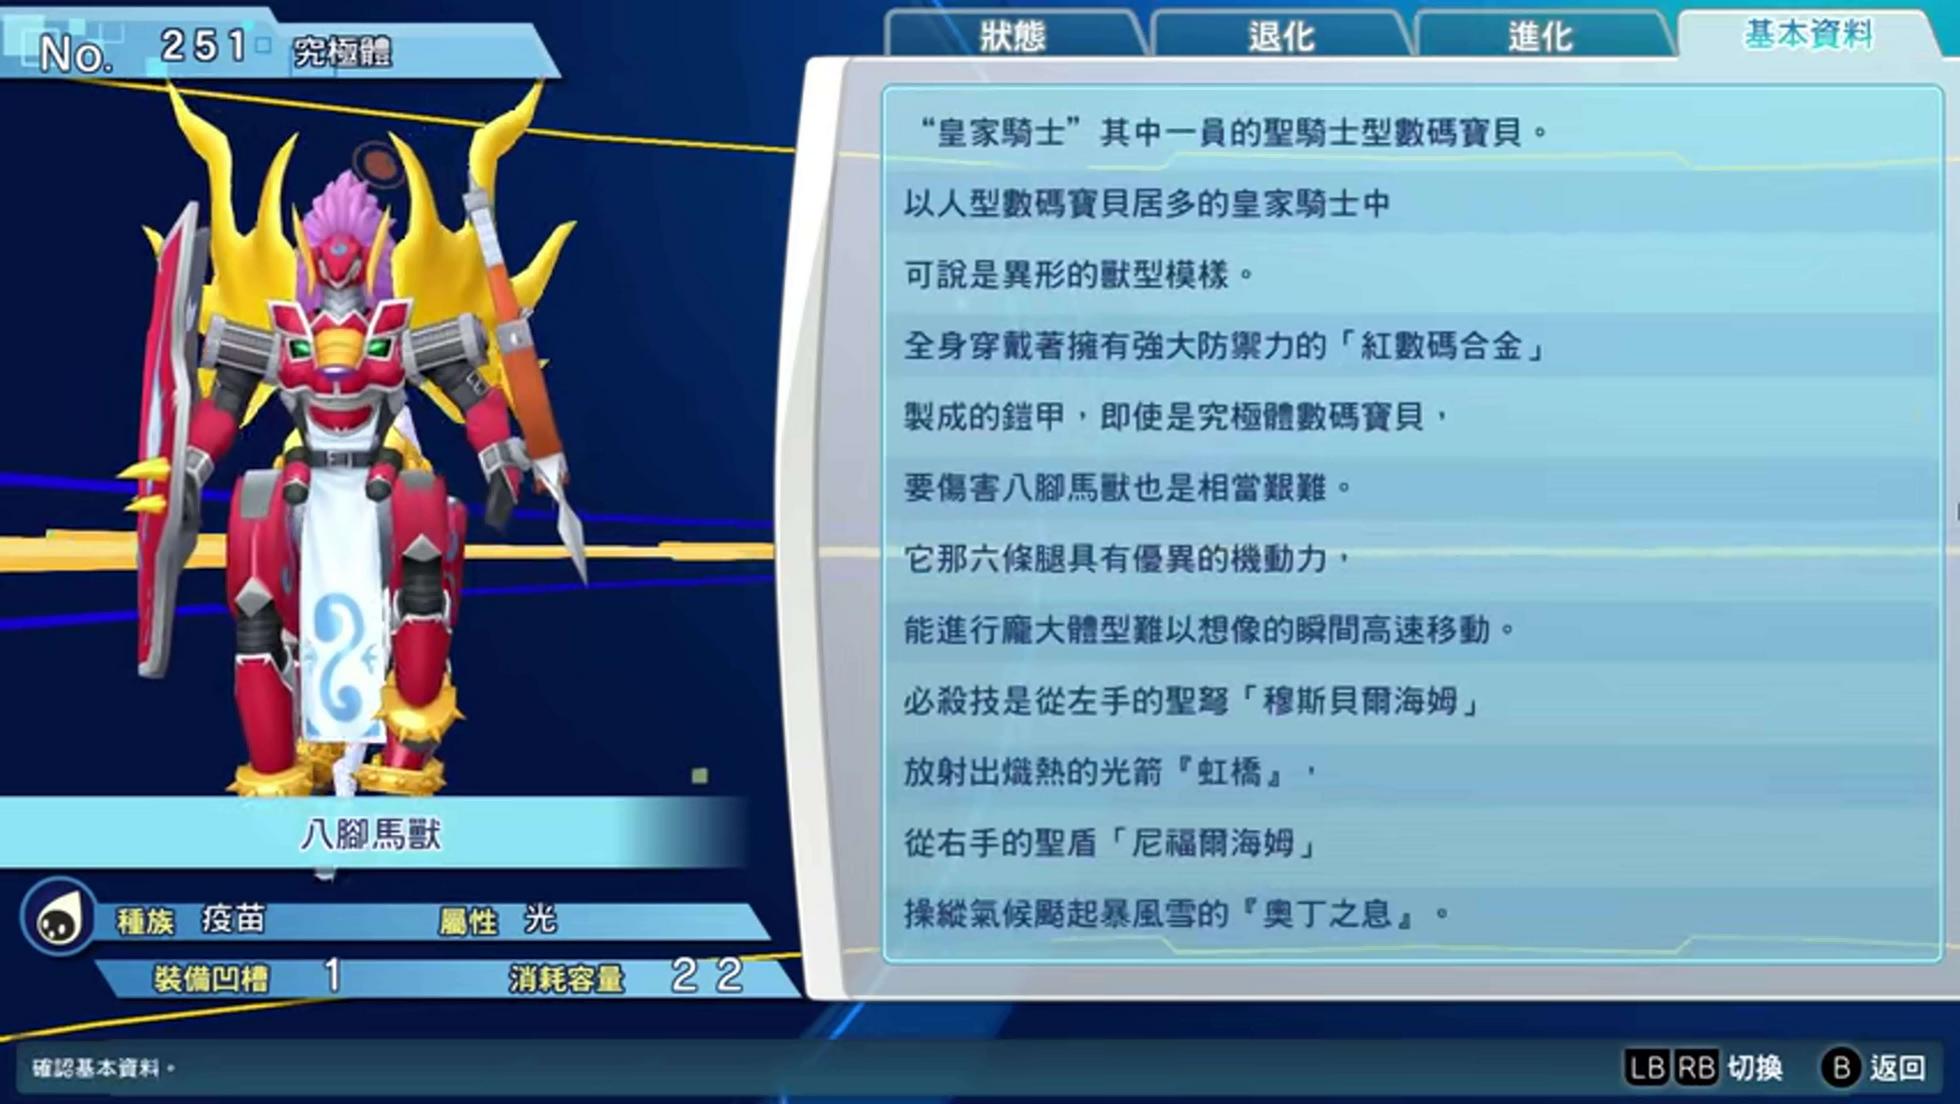 No. 251 究極體
狀態
退化
進化
基本資料
“皇家騎士”其中一員的聖騎士型數碼寶貝。
以人型數碼寶貝居多的皇家騎士中
可說是異形的獸型模樣。
全身穿戴著擁有強大防禦力的「紅數碼合金」
製成的鎧甲，即使是究極體數碼寶貝，
要傷害八腳馬獸也是相當艱難。
它那六條腿具有優異的機動力，
能進行龐大體型難以想像的瞬間高速移動。
必殺技是從左手的聖弩「穆斯貝爾海姆」
放射出熾熱的光箭『虹橋』，
從右手的聖盾「尼福爾海姆」
操縱氣候颳起暴風雪的『奧丁之息』。
八腳馬獸
種族 疫苗
屬性 光
裝備凹槽 1
消耗容量 22
確認基本資料。
LB RB 切換 B 返回